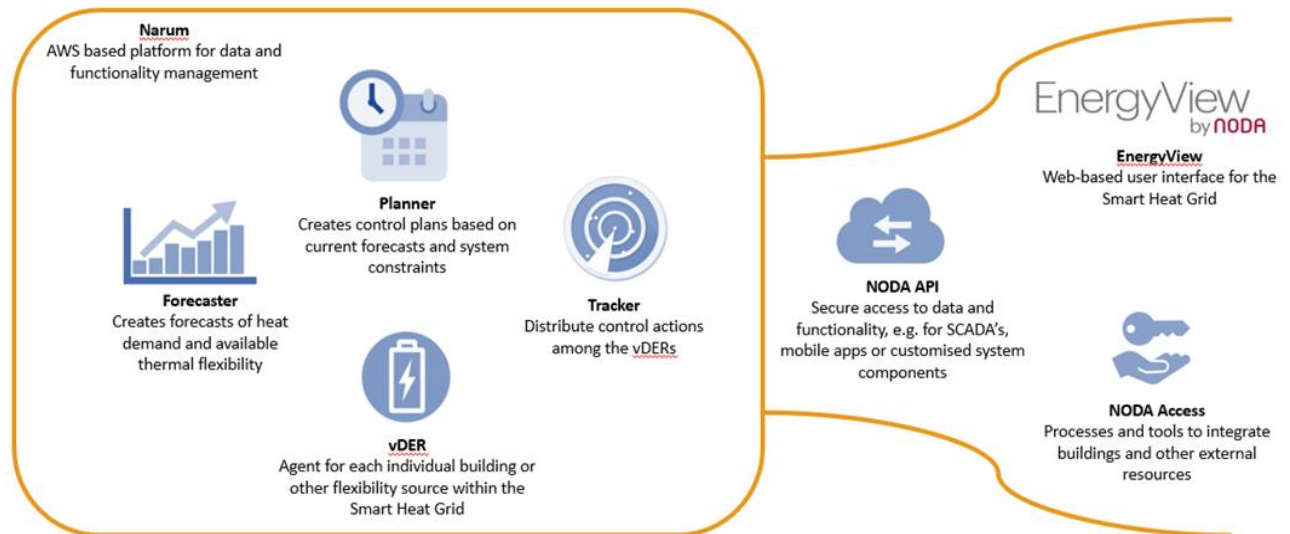 Narum
AWS based platform for data and
functionality management
Planner
Creates control plans based on
current forecasts and system
constraints
Forecaster
Creates forecasts of heat
demand and available
thermal flexibility
Tracker
Distribute control actions
among the vDERs
vDER
Agent for each individual building or
other flexibility source within the
Smart Heat Grid
NODA API
Secure access to data and
functionality, e.g. for SCADA's,
mobile apps or customised system
components
EnergyView
by NODA
EnergyView
Web-based user interface for the
Smart Heat Grid
NODA Access
Processes and tools to integrate
buildings and other external
resources